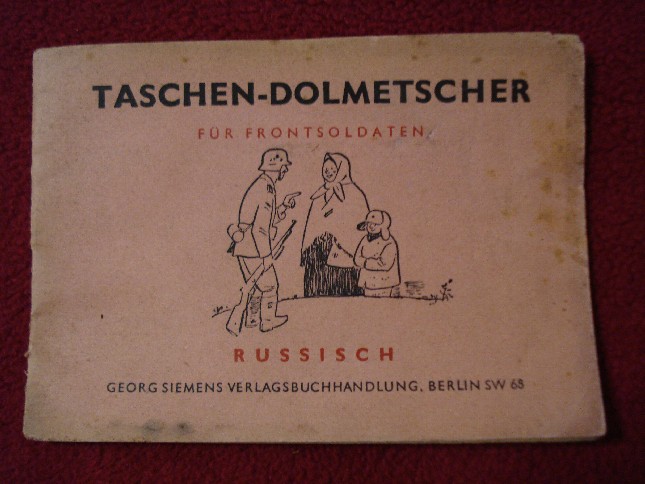 TASCHEN-DOLMETSCHER
FÜR FRONTSOLDATEN
RUSSISCH
GEORG SIEMENS VERLAGSBUCHHANDLUNG, BERLIN SW 68